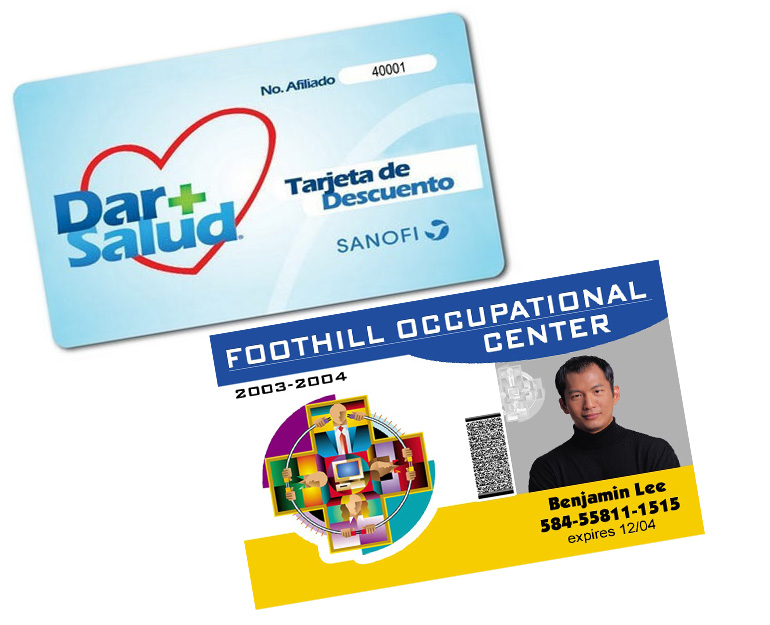 No. Afiliado 40001
Dar+
Salud
Tarjeta de
Descuento
SANOFI
FOOTHILL OCCUPATIONAL
CENTER
2003-2004
Benjamin Lee
584-55811-1515
expires 12/04